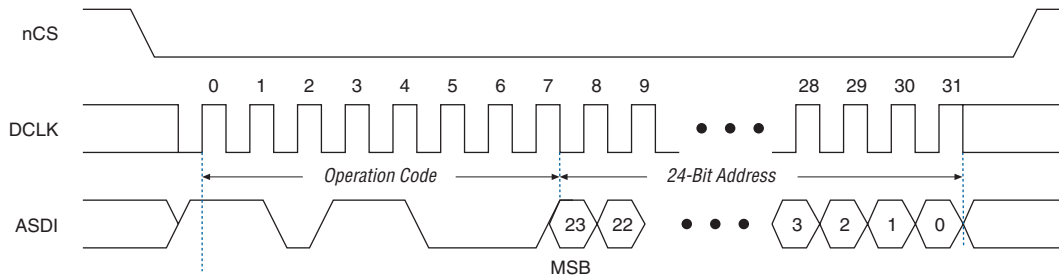 nCS
0 1 2 3 4 5 6 7 8 9 28 29 30 31
DCLK
Operation Code 24-Bit Address
ASDI 23 22 3 2 1 0
MSB